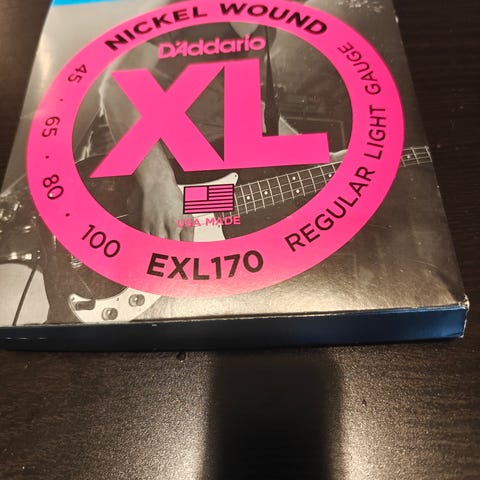 NICKEL WOUND
D'Addario
XL
USA MADE
45 · 65 · 80 · 100
EXL170
REGULAR LIGHT GAUGE